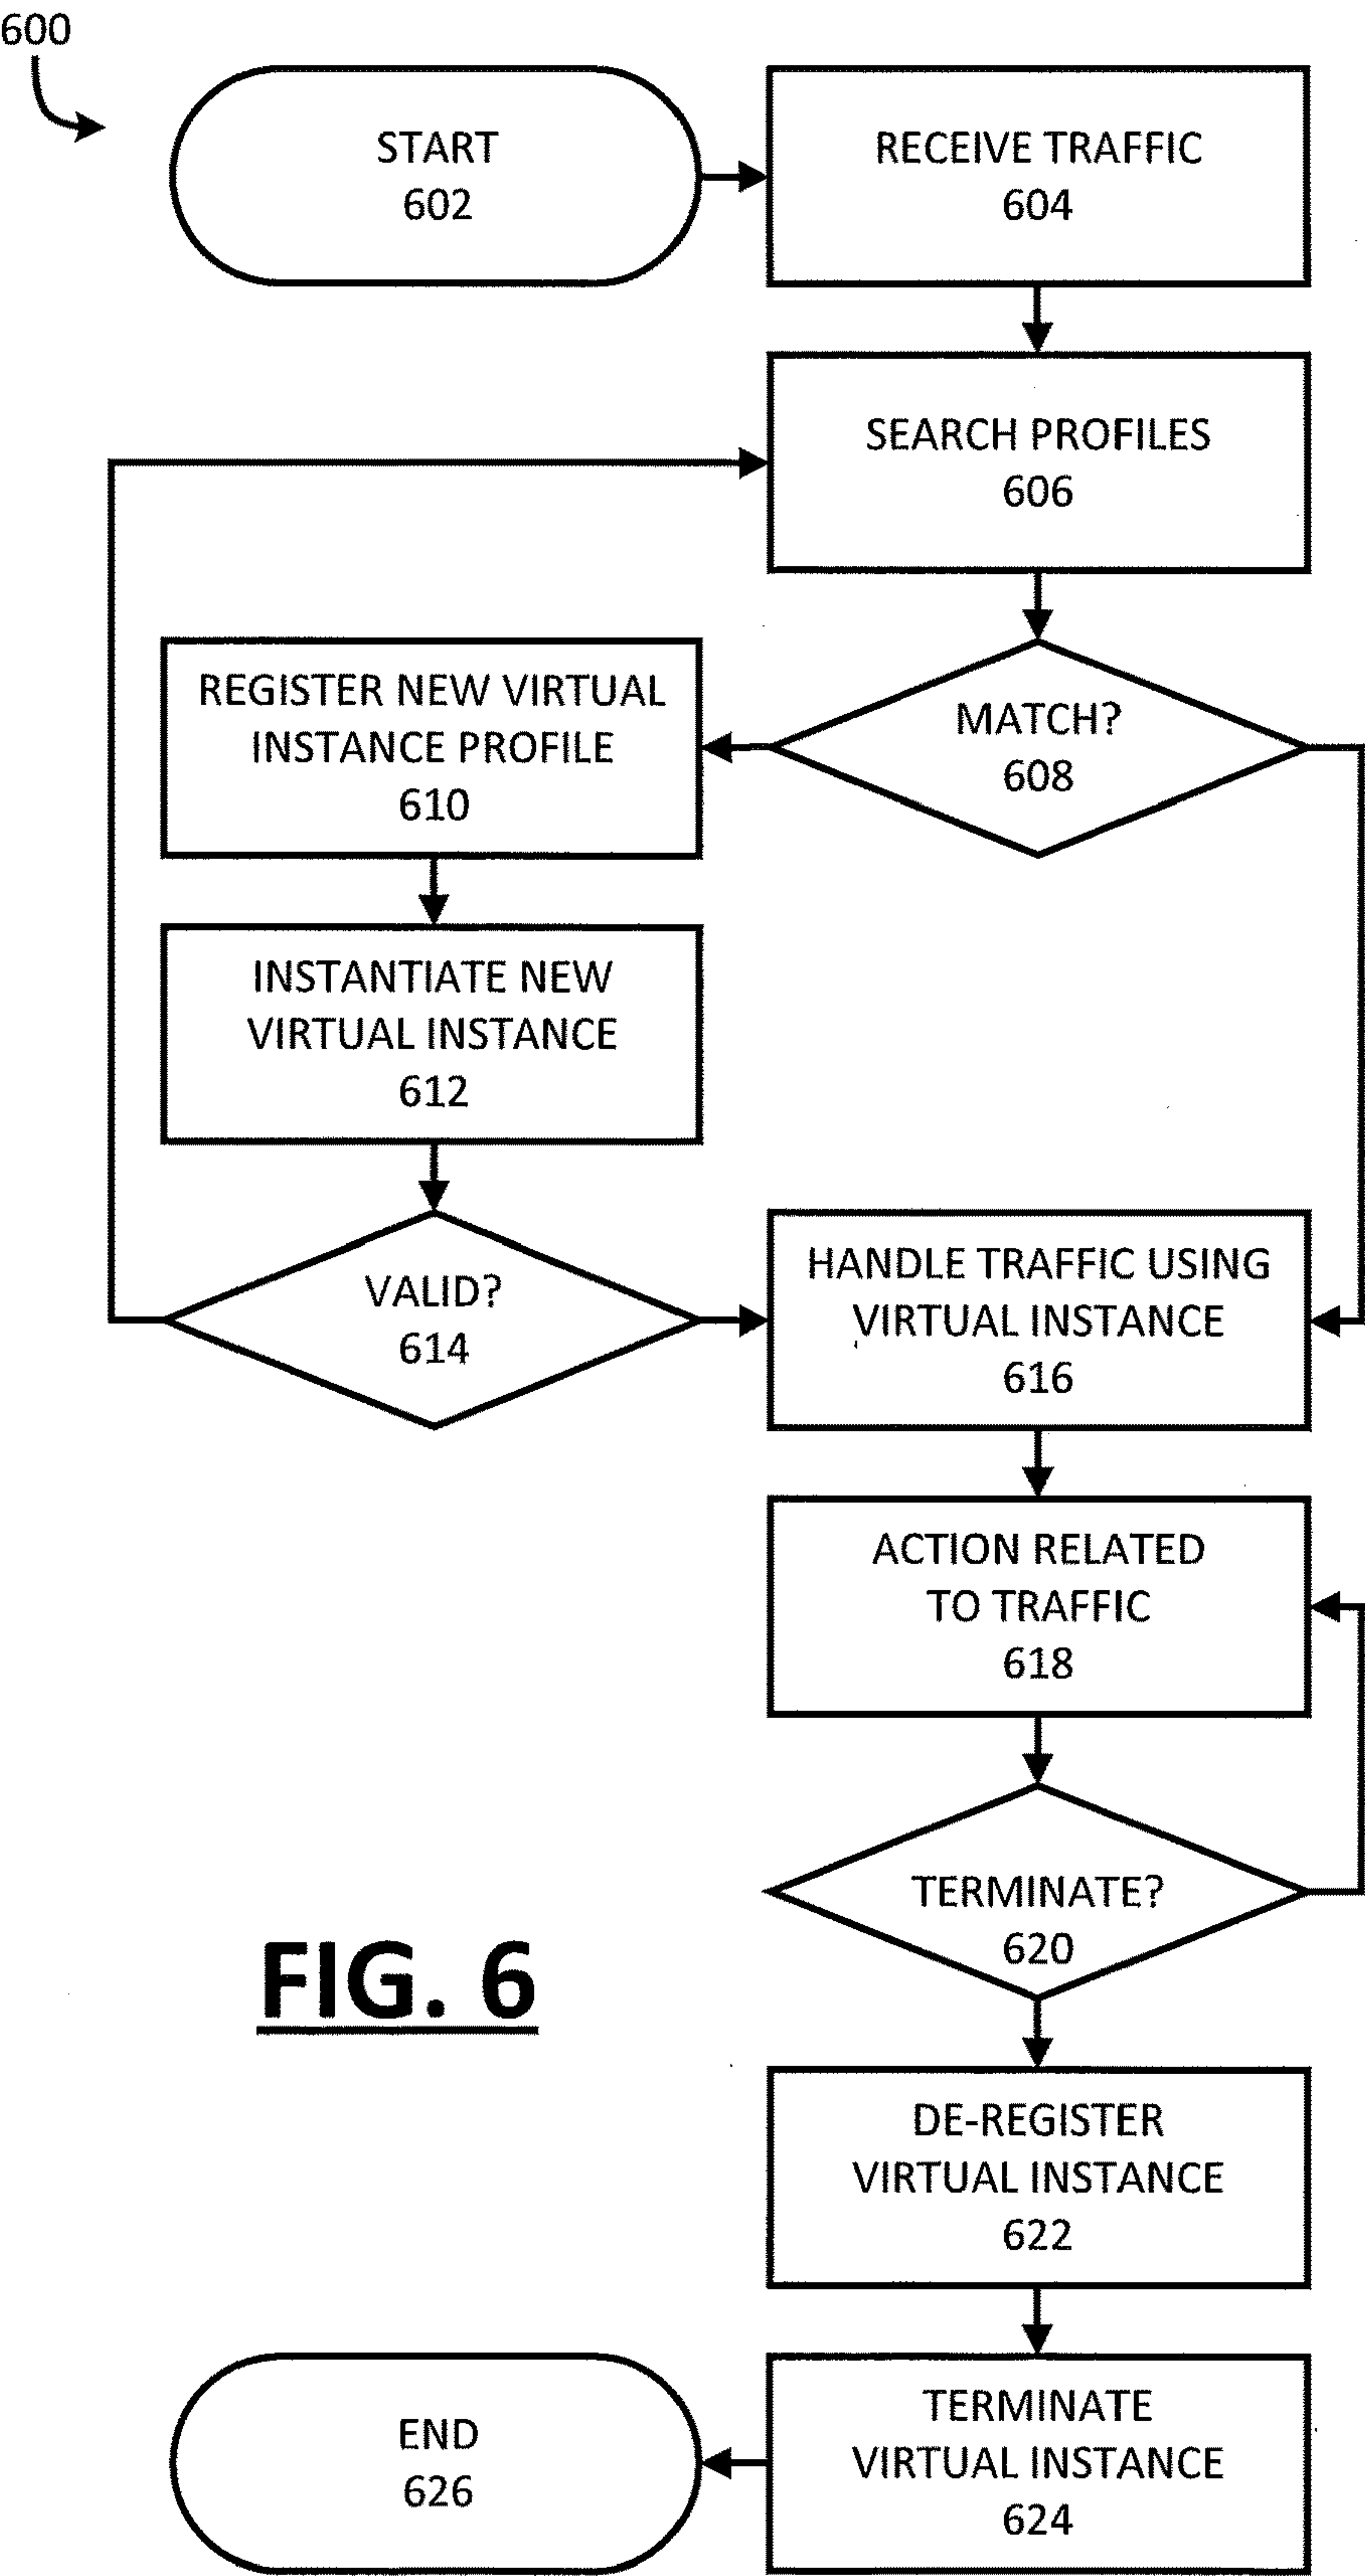 600
START
602
RECEIVE TRAFFIC
604
SEARCH PROFILES
606
MATCH?
608
REGISTER NEW VIRTUAL
INSTANCE PROFILE
610
INSTANTIATE NEW
VIRTUAL INSTANCE
612
VALID?
614
HANDLE TRAFFIC USING
VIRTUAL INSTANCE
616
ACTION RELATED
TO TRAFFIC
618
TERMINATE?
620
FIG. 6
DE-REGISTER
VIRTUAL INSTANCE
622
TERMINATE
VIRTUAL INSTANCE
624
END
626